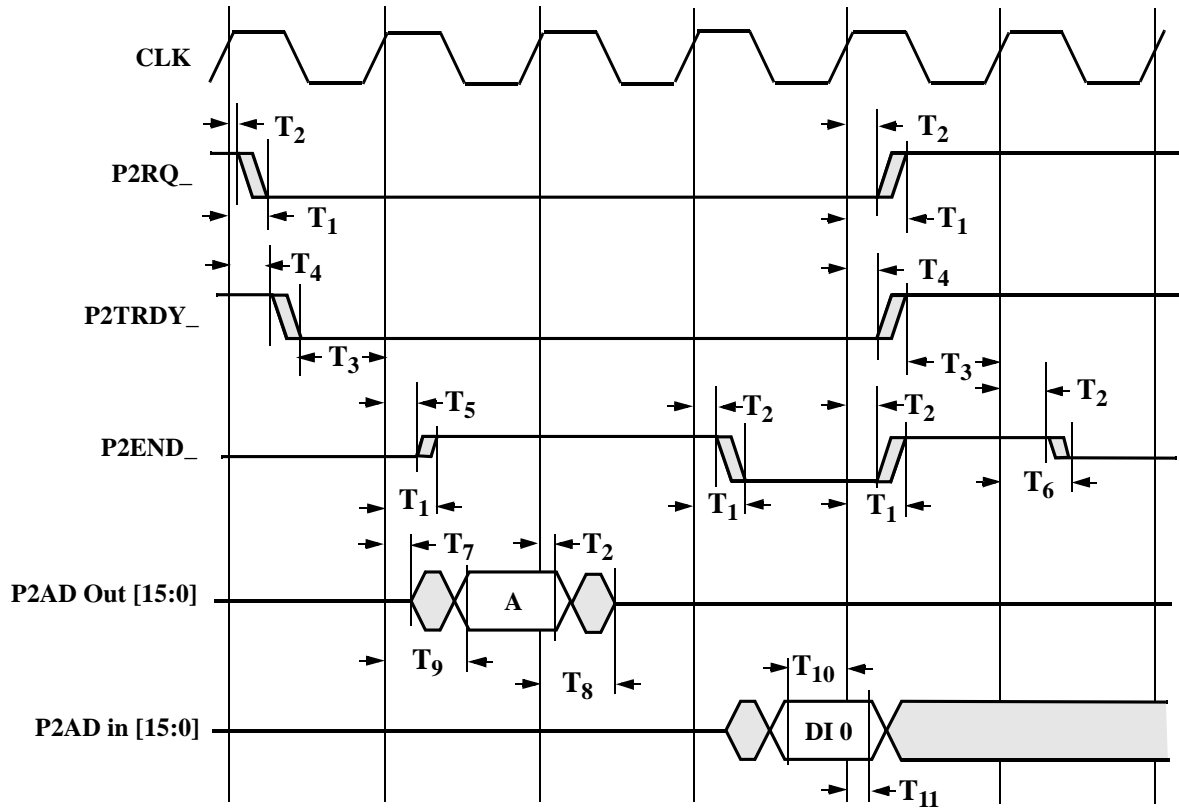 CLK
T2 T2
P2RQ_
T1 T1
T4 T4
P2TRDY_
T3 T3
T5 T2 T2 T2
P2END_
T1 T1 T1 T6
T7 T2
P2AD Out [15:0] A
T9 T8
T10
P2AD in [15:0] DI 0
T11